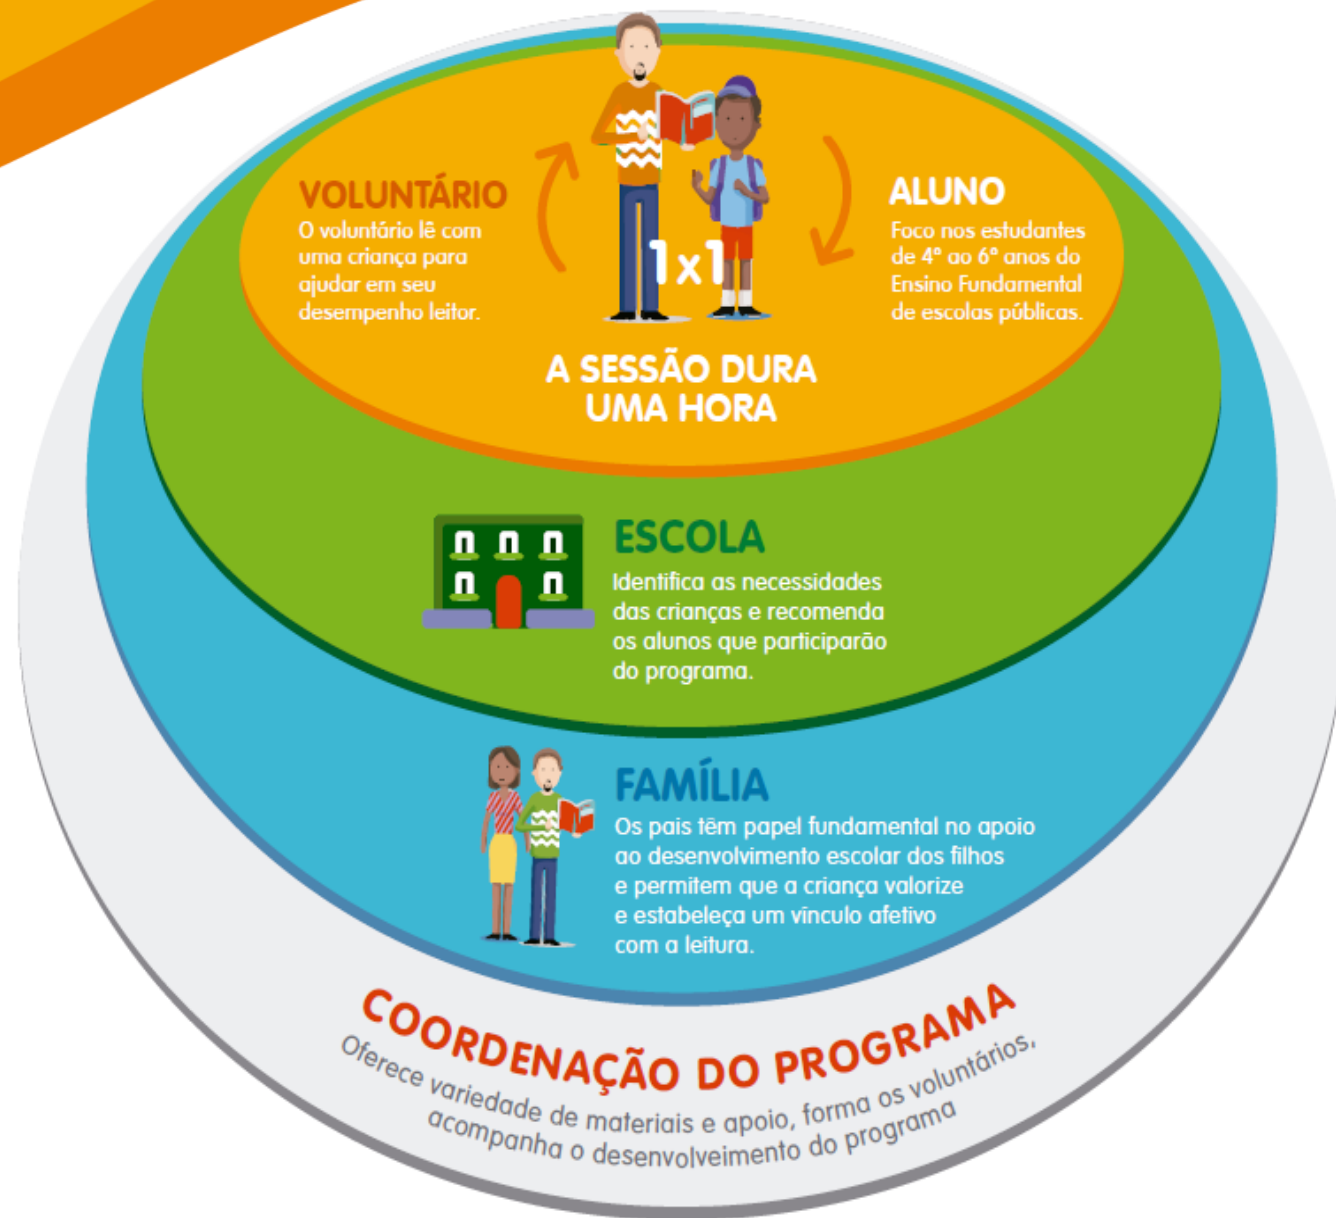 VOLUNTÁRIO
O voluntário lê com
uma criança para
ajudar em seu
desempenho leitor.
1x1
ALUNO
Foco nos estudantes
de 4º ao 6º anos do
Ensino Fundamental
de escolas públicas.
A SESSÃO DURA
UMA HORA
ESCOLA
Identifica as necessidades
das crianças e recomenda
os alunos que participarão
do programa.
FAMÍLIA
Os pais têm papel fundamental no apoio
ao desenvolvimento escolar dos filhos
e permitem que a criança valorize
e estabeleça um vínculo afetivo
com a leitura.
COORDENAÇÃO DO PROGRAMA
Oferece variedade de materiais e apoio, forma os voluntários,
acompanha o desenvolveimento do programa